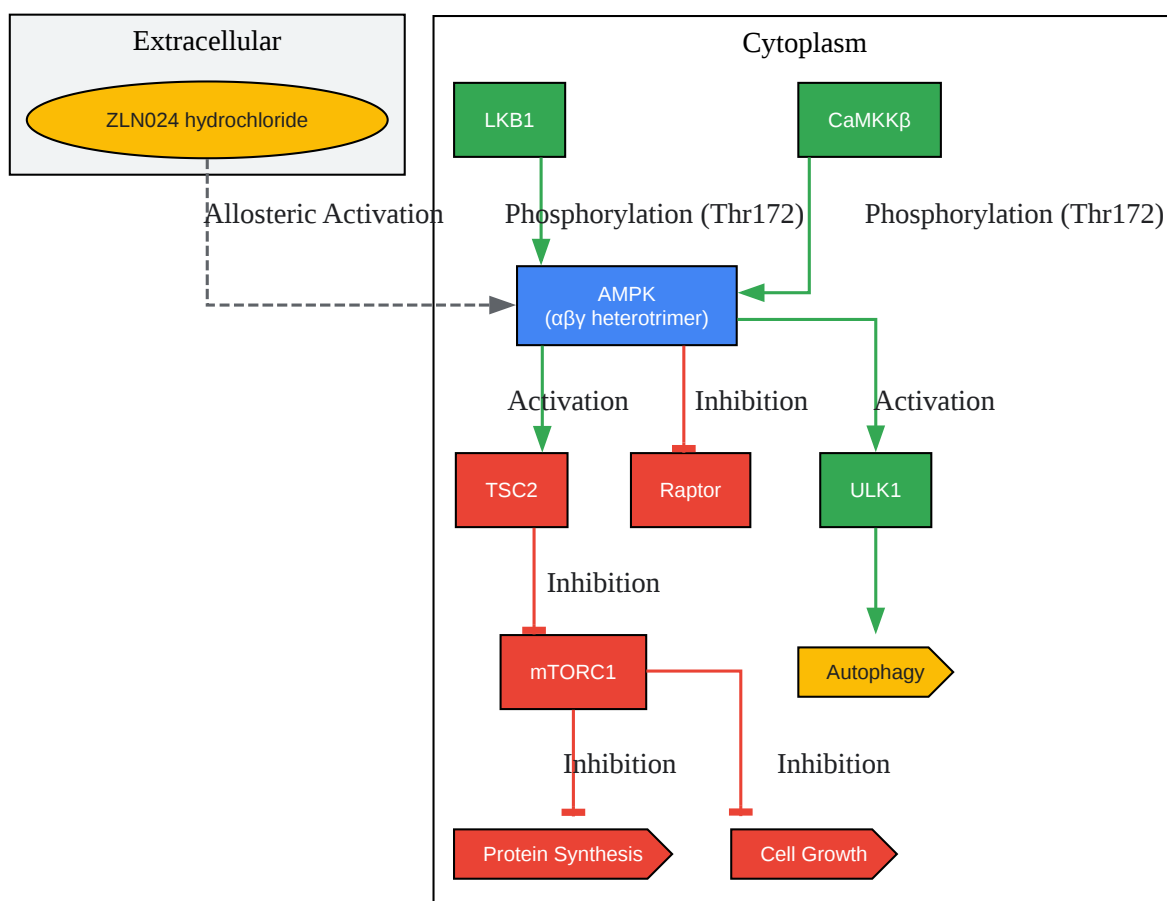 Extracellular
Cytoplasm
ZLN024 hydrochloride
LKB1
CaMKKβ
Allosteric Activation
Phosphorylation (Thr172)
Phosphorylation (Thr172)
AMPK
(αβγ heterotrimer)
Activation
Inhibition
Activation
TSC2
Raptor
ULK1
Inhibition
mTORC1
Autophagy
Inhibition
Inhibition
Protein Synthesis
Cell Growth